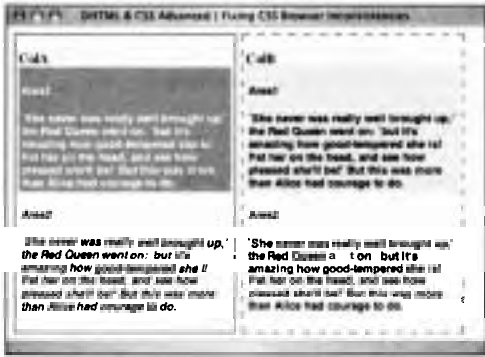 DHTML & CSS Advanced | Fixing CSS Browser Inconsistencies
ColA
Area1
'She never was really well brought up,'
the Red Queen went on: 'but it's
amazing how good-tempered she is!
Pat her on the head, and see how
pleased she'll be!' But this was more
than Alice had courage to do.
Area2
'She never was really well brought up,'
the Red Queen went on: but it's
amazing how good-tempered she
Pat her on the head, and see how
pleased she'll be!' But this was more
than Alice had courage to do.
ColB
Area1
'She never was really well brought up,'
the Red Queen went on: 'but it's
amazing how good-tempered she is!
Pat her on the head, and see how
pleased she'll be!' But this was more
than Alice had courage to do.
Area2
'She never was really well brought up,'
the Red Queen on but it's
amazing how good-tempered she is!
Pat her on the head, and see how
pleased she'll be!' But this was more
than Alice had courage to do.